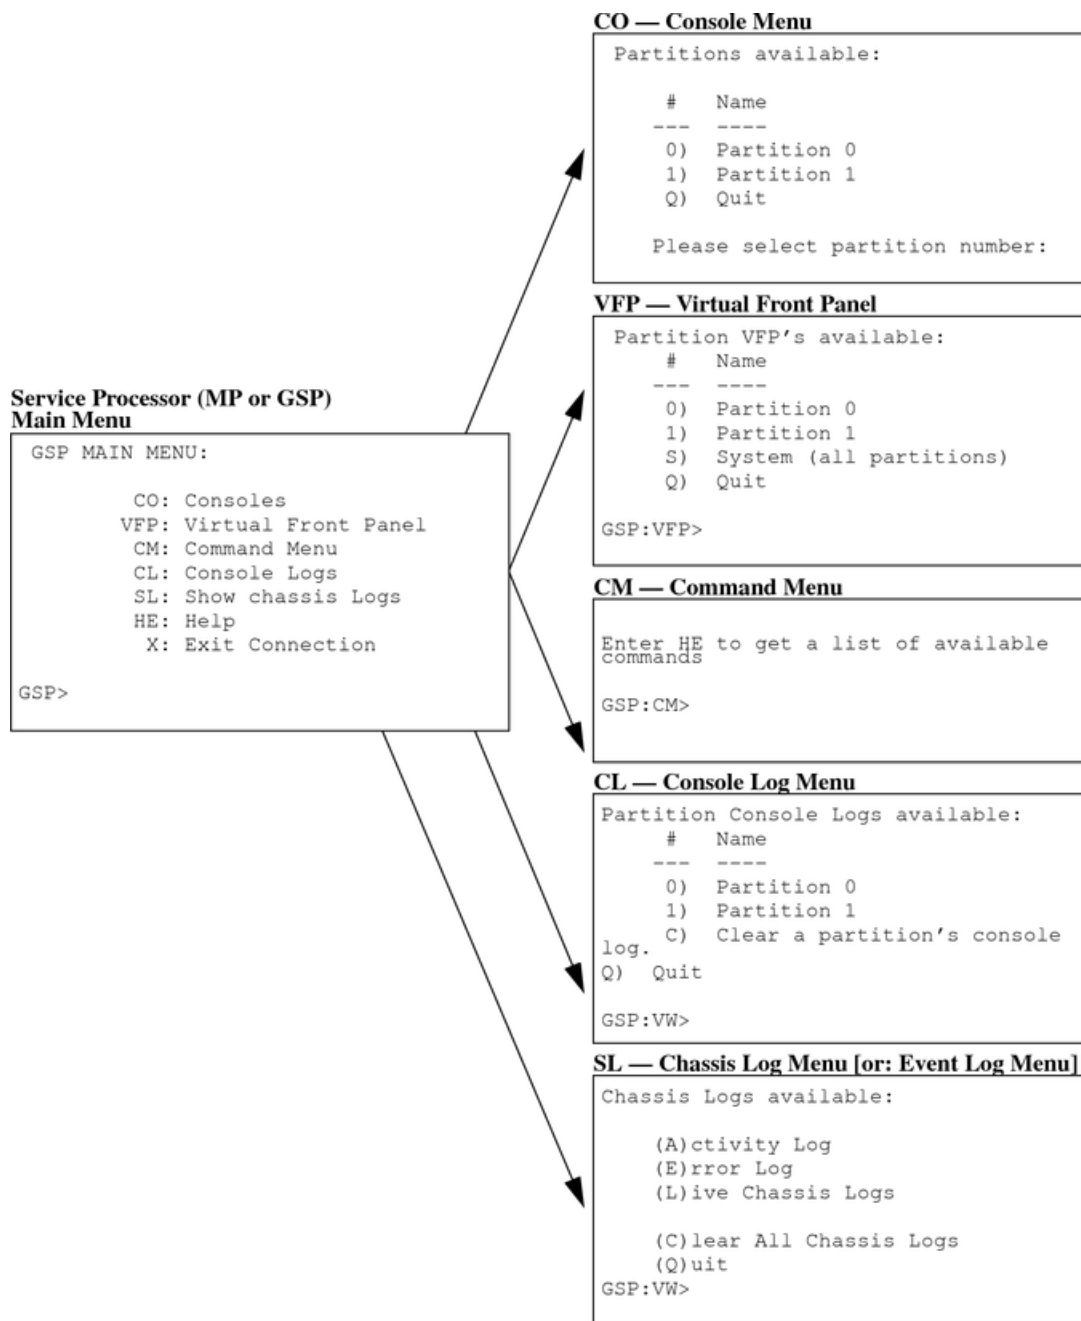 CO — Console Menu
Partitions available:
# Name
--- ----
0) Partition 0
1) Partition 1
Q) Quit
Please select partition number:
VFP — Virtual Front Panel
Partition VFP's available:
# Name
--- ----
0) Partition 0
1) Partition 1
S) System (all partitions)
Q) Quit
GSP:VFP>
Service Processor (MP or GSP)
Main Menu
GSP MAIN MENU:
CO: Consoles
VFP: Virtual Front Panel
CM: Command Menu
CL: Console Logs
SL: Show chassis Logs
HE: Help
X: Exit Connection
GSP>
CM — Command Menu
Enter HE to get a list of available
commands
GSP:CM>
CL — Console Log Menu
Partition Console Logs available:
# Name
--- ----
0) Partition 0
1) Partition 1
C) Clear a partition's console
log.
Q) Quit
GSP:VW>
SL — Chassis Log Menu [or: Event Log Menu]
Chassis Logs available:
(A)ctivity Log
(E)rror Log
(L)ive Chassis Logs
(C)lear All Chassis Logs
(Q)uit
GSP:VW>